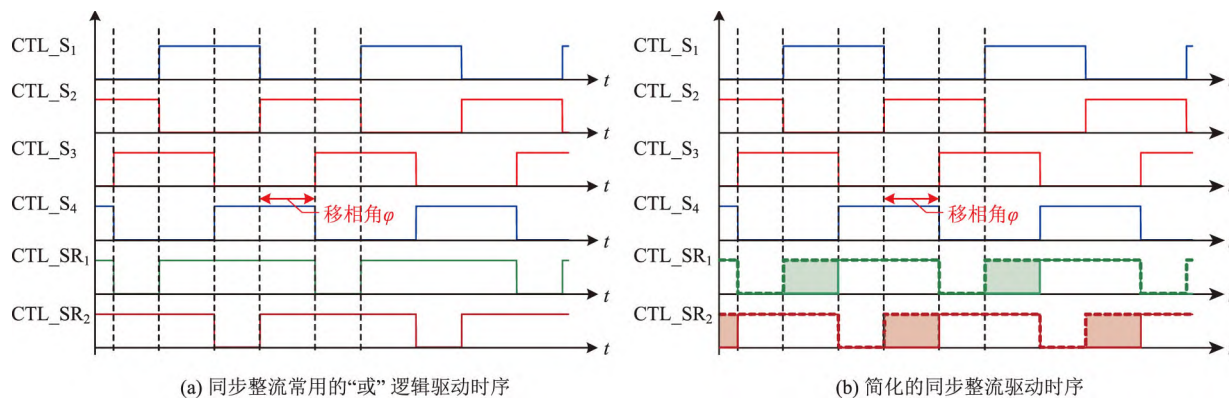 CTL_S₁
t
CTL_S₂
t
CTL_S₃
t
CTL_S₄
移相角φ
t
CTL_SR₁
t
CTL_SR₂
t
(a) 同步整流常用的“或” 逻辑驱动时序
CTL_S₁
CTL_S₂
CTL_S₃
CTL_S₄
移相角φ
CTL_SR₁
CTL_SR₂
(b) 简化的同步整流驱动时序